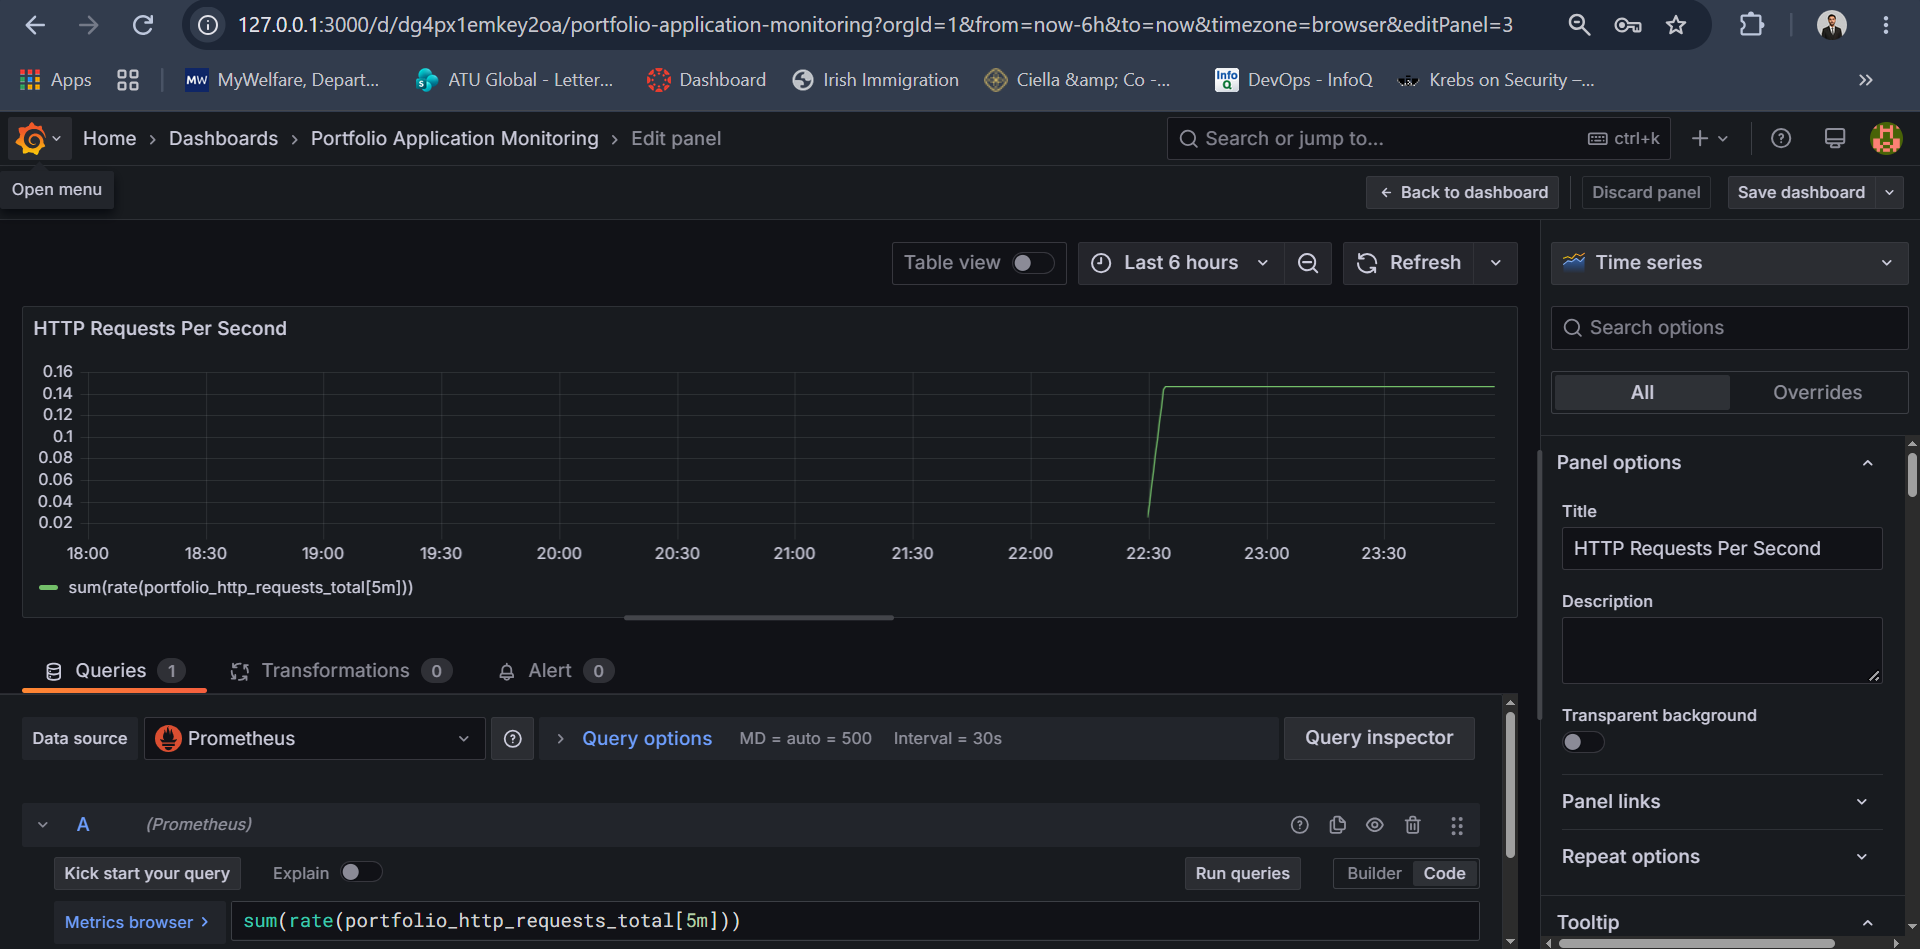 127.0.0.1:3000/d/dg4px1emkey2oa/portfolio-application-monitoring?orgId=1&from=now-6h&to=now&timezone=browser&editPanel=3
Apps MW MyWelfare, Depart... S ATU Global - Letter... Dashboard Irish Immigration Ciella &amp; Co -... Info Q DevOps - InfoQ Krebs on Security –...
Home › Dashboards › Portfolio Application Monitoring › Edit panel
Search or jump to... ctrl+k
Open menu
← Back to dashboard Discard panel Save dashboard
Table view Last 6 hours Refresh
Time series
HTTP Requests Per Second
0.16
0.14
0.12
0.1
0.08
0.06
0.04
0.02
18:00 18:30 19:00 19:30 20:00 20:30 21:00 21:30 22:00 22:30 23:00 23:30
sum(rate(portfolio_http_requests_total[5m]))
Search options
All Overrides
Panel options
Title
HTTP Requests Per Second
Description
Transparent background
Panel links
Repeat options
Tooltip
Queries 1 Transformations 0 Alert 0
Data source Prometheus › Query options MD = auto = 500 Interval = 30s Query inspector
A (Prometheus)
Kick start your query Explain Run queries Builder Code
Metrics browser › sum(rate(portfolio_http_requests_total[5m]))